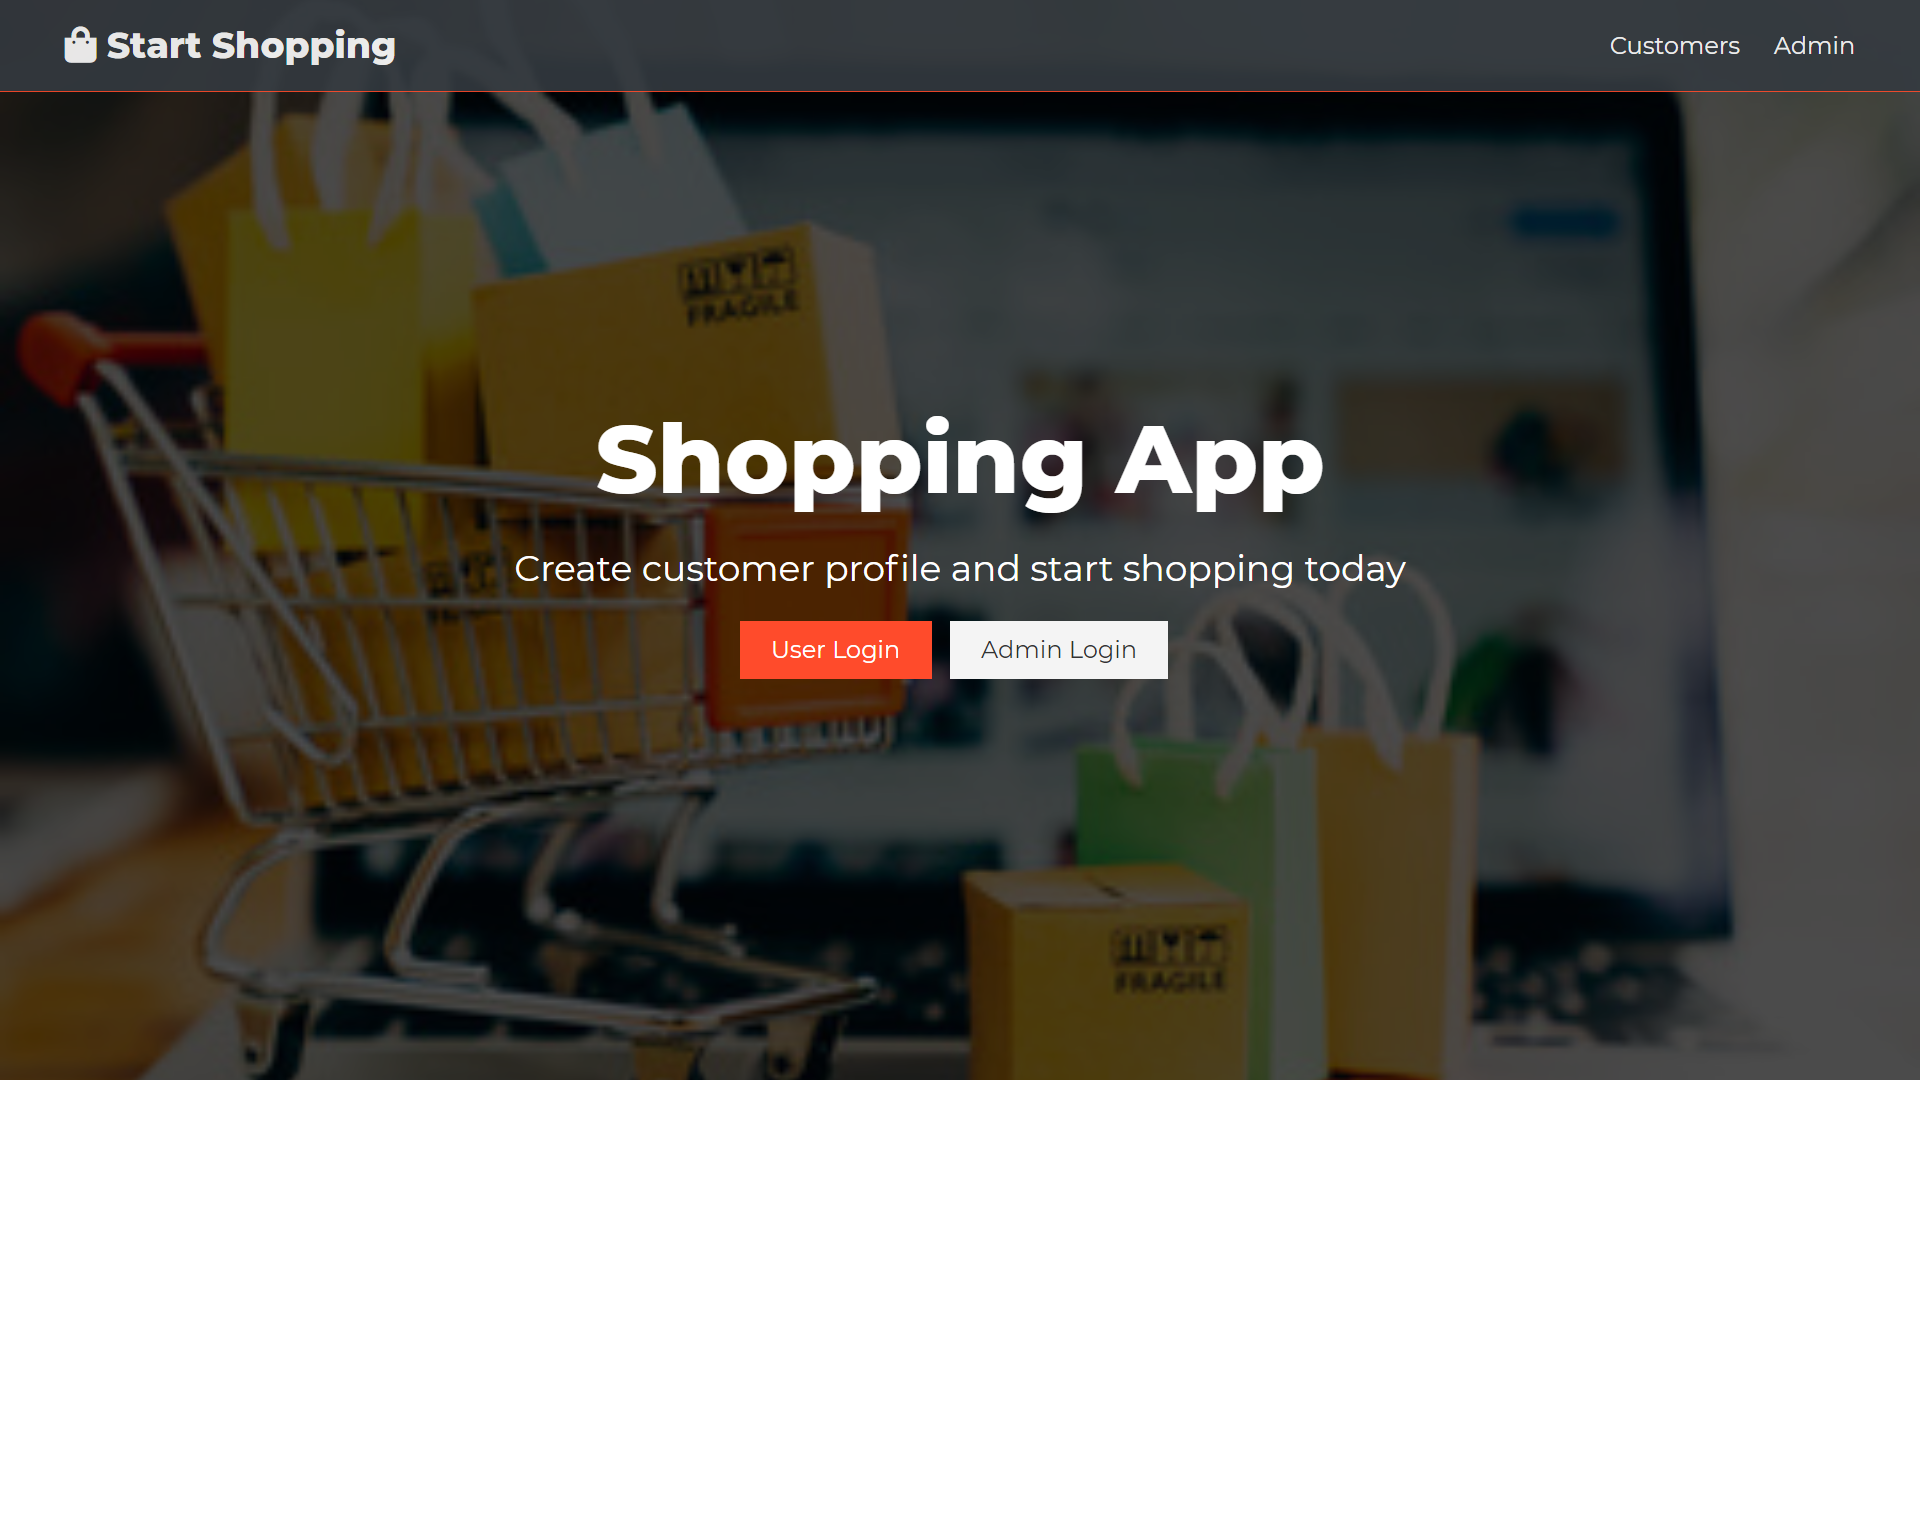 Start Shopping
Customers
Admin
FRAGILE
Shopping App
Create customer profile and start shopping today
User Login
Admin Login
FRAGILE